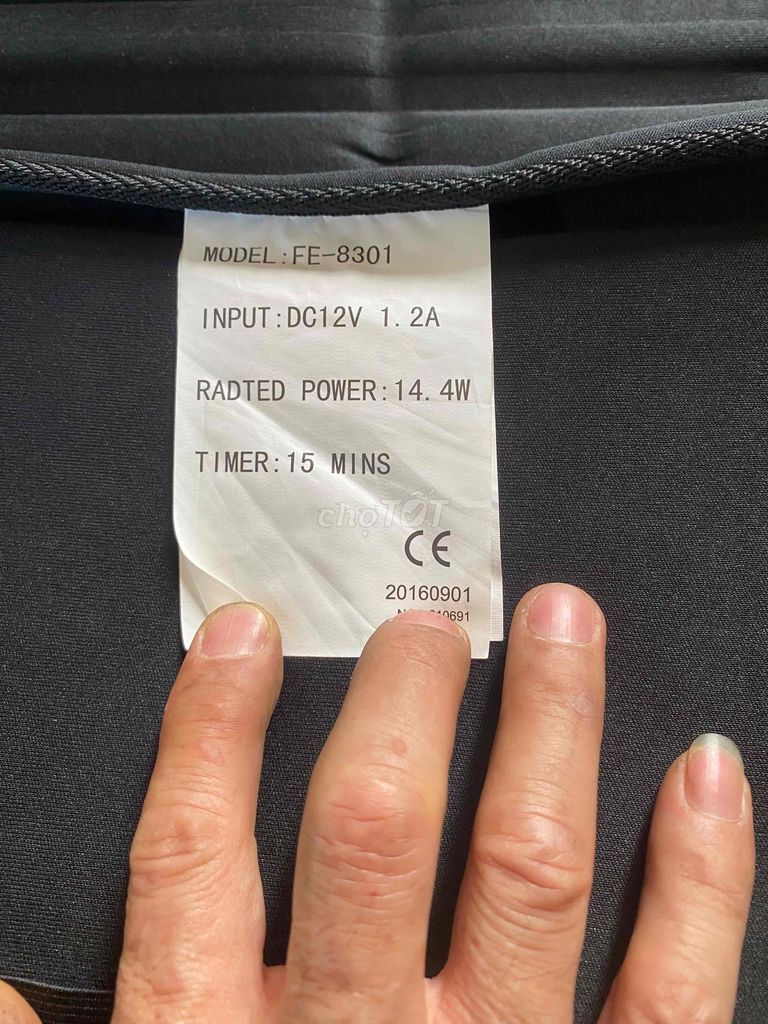 MODEL:FE-8301
INPUT:DC12V 1.2A
RADTED POWER:14.4W
TIMER:15 MINS
chợTỐT
CE
20160901